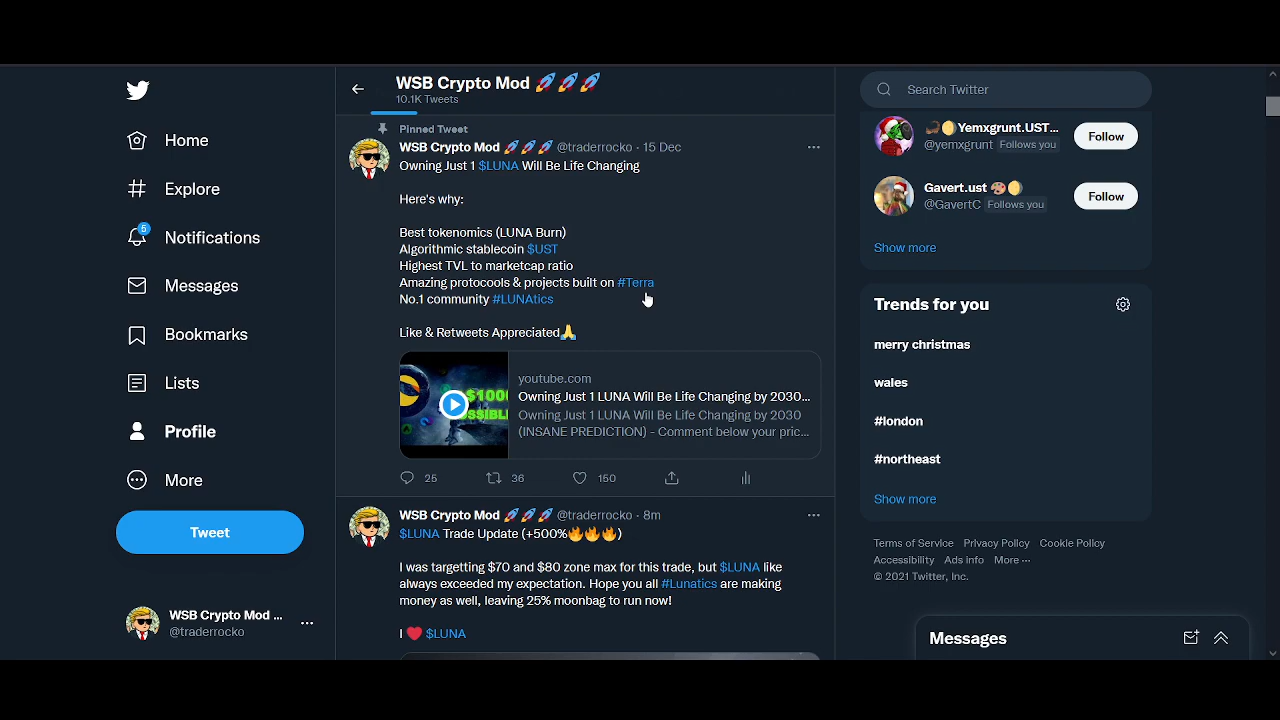 Home
Explore
5
Notifications
Messages
Bookmarks
Lists
Profile
More
Tweet
WSB Crypto Mod ...
@traderrocko
WSB Crypto Mod 🚀🚀🚀
10.1K Tweets
Pinned Tweet
WSB Crypto Mod 🚀🚀🚀 @traderrocko · 15 Dec
Owning Just 1 $LUNA Will Be Life Changing
Here's why:
Best tokenomics (LUNA Burn)
Algorithmic stablecoin $UST
Highest TVL to marketcap ratio
Amazing protocools & projects built on #Terra
No.1 community #LUNAtics
Like & Retweets Appreciated🙏
$1000
youtube.com
Owning Just 1 LUNA Will Be Life Changing by 2030...
Owning Just 1 LUNA Will Be Life Changing by 2030
(INSANE PREDICTION) - Comment below your pric...
25 36 150
WSB Crypto Mod 🚀🚀🚀 @traderrocko · 8m
$LUNA Trade Update (+500%🔥🔥🔥)
I was targetting $70 and $80 zone max for this trade, but $LUNA like
always exceeded my expectation. Hope you all #Lunatics are making
money as well, leaving 25% moonbag to run now!
I ❤️ $LUNA
Search Twitter
Yemxgrunt.UST...
@yemxgrunt Follows you
Follow
Gavert.ust 🎨🌖
@GavertC Follows you
Follow
Show more
Trends for you
merry christmas
wales
#london
#northeast
Show more
Terms of Service Privacy Policy Cookie Policy
Accessibility Ads info More ···
© 2021 Twitter, Inc.
Messages